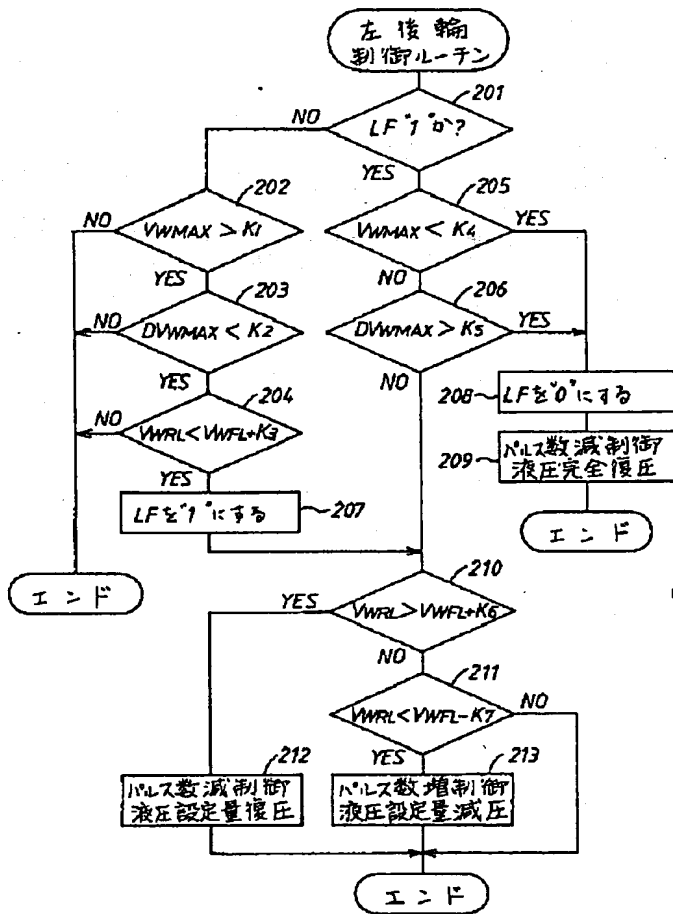 左後輪
制御ルーチン
201
LF"1"か?
NO
YES
202
VWMAX > K1
NO
YES
205
VWMAX < K4
YES
NO
203
DVWMAX < K2
NO
YES
206
DVWMAX > K5
YES
NO
204
VWRL < VWFL+K3
NO
YES
208
LFを"0"にする
209
パルス数減制御
液圧完全復圧
エンド
LFを"1"にする
207
エンド
210
VWRL > VWFL+K6
YES
NO
211
VWRL < VWFL-K7
NO
YES
212
パルス数減制御
液圧設定量復圧
213
パルス数増制御
液圧設定量減圧
エンド